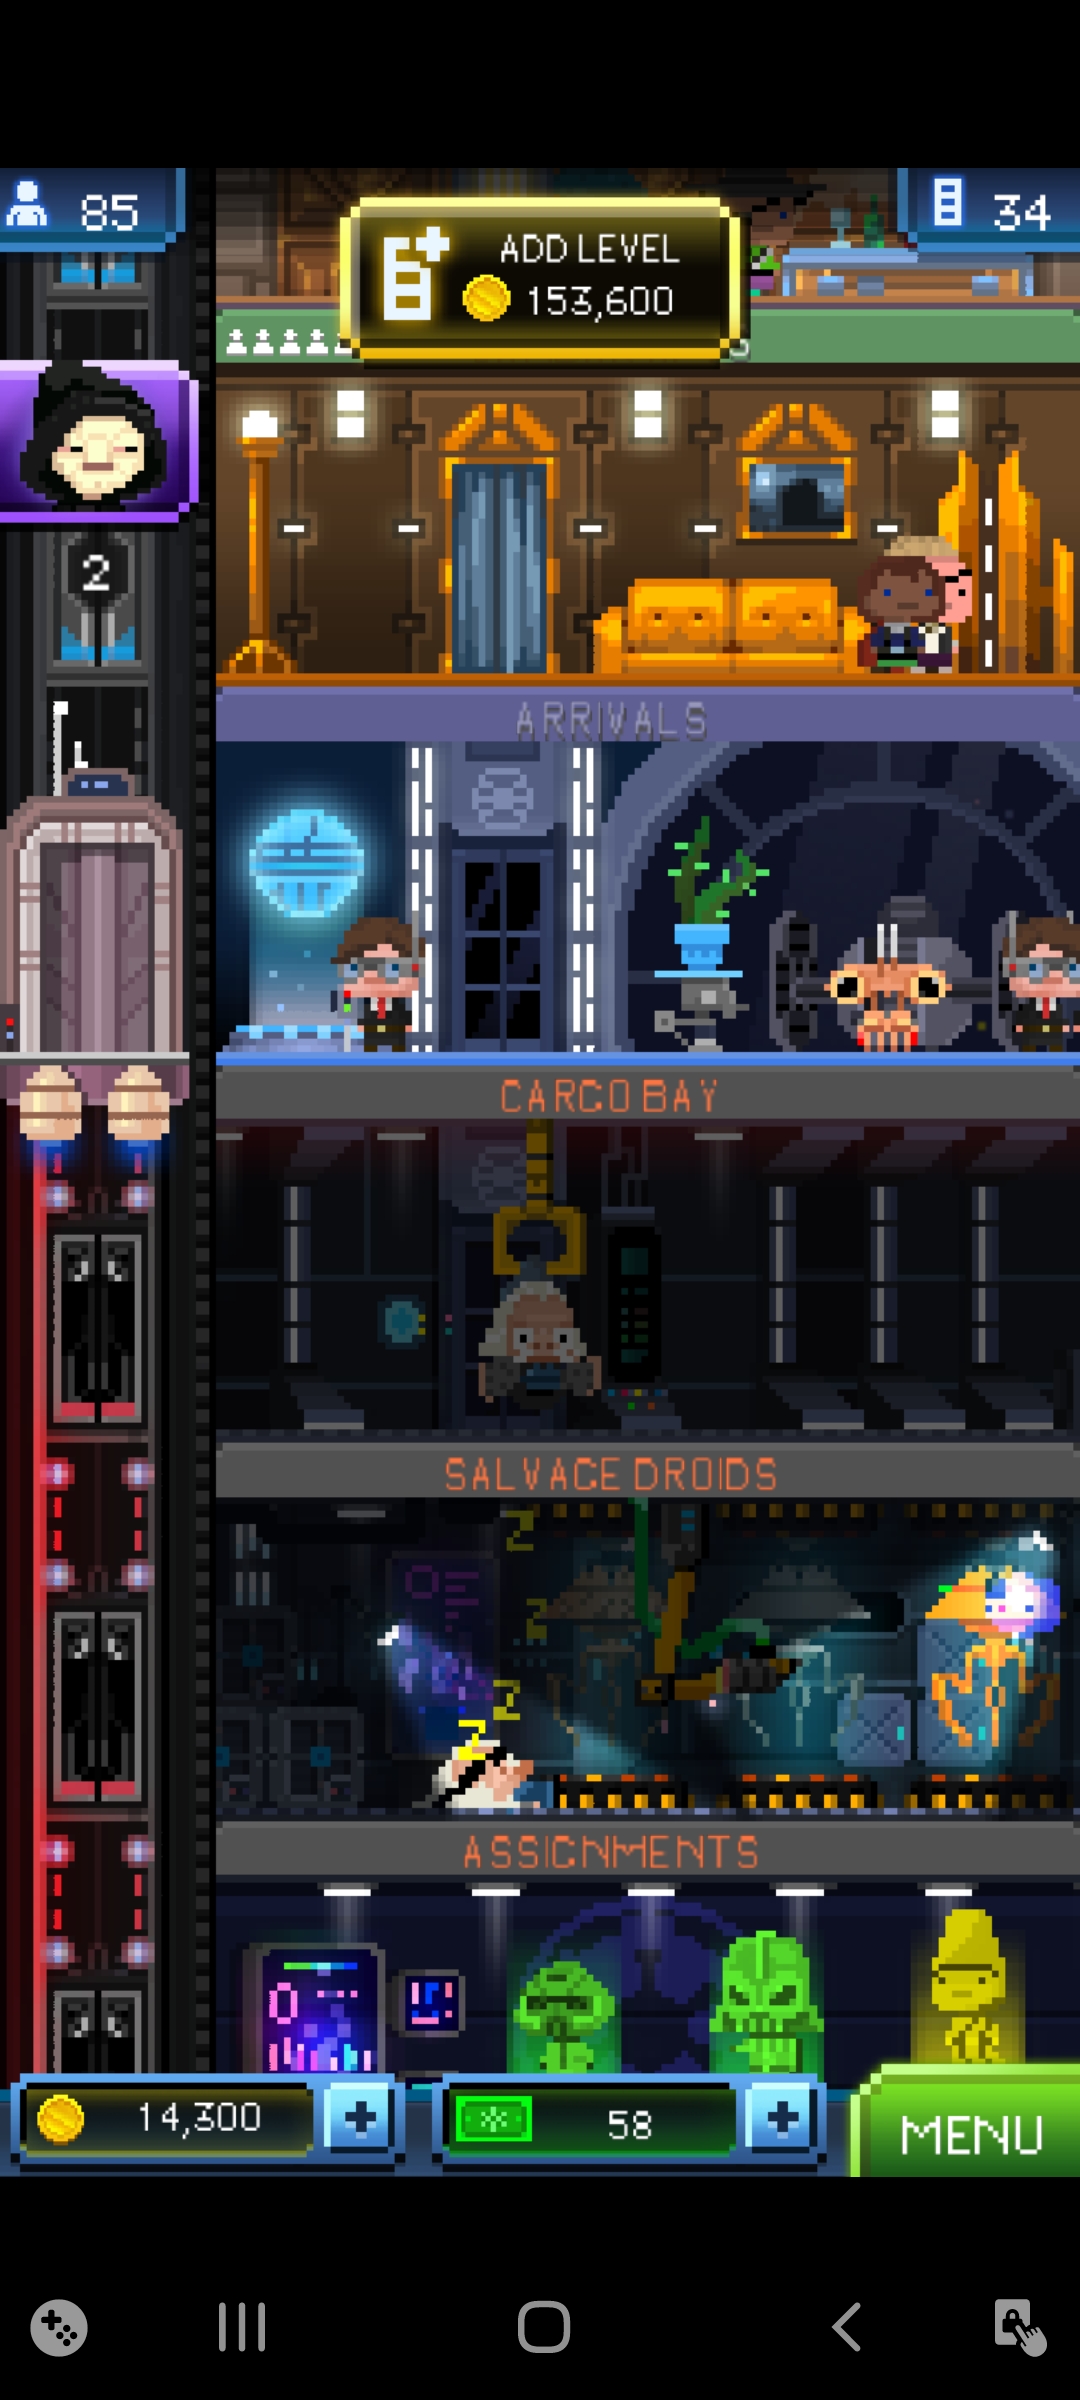 85
34
ADD LEVEL
153,600
2
ARRIVALS
CARGO BAY
SALVAGE DROIDS
Z
Z
Z
Z
ASSIGNMENTS
14,300
58
MENU